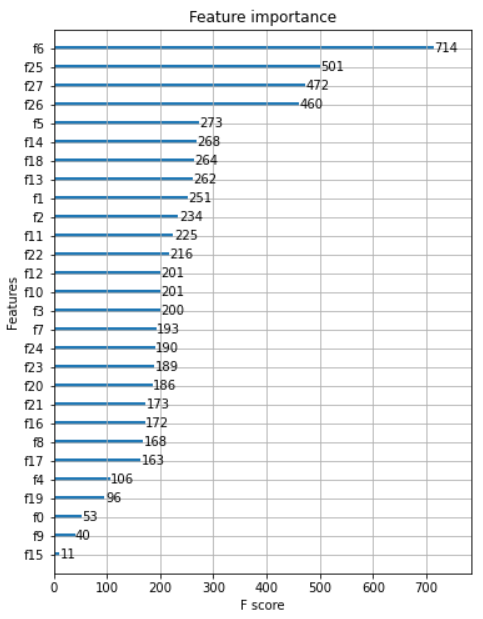 Feature importance
Features
f6 714
f25 501
f27 472
f26 460
f5 273
f14 268
f18 264
f13 262
f1 251
f2 234
f11 225
f22 216
f12 201
f10 201
f3 200
f7 193
f24 190
f23 189
f20 186
f21 173
f16 172
f8 168
f17 163
f4 106
f19 96
f0 53
f9 40
f15 11
0 100 200 300 400 500 600 700
F score